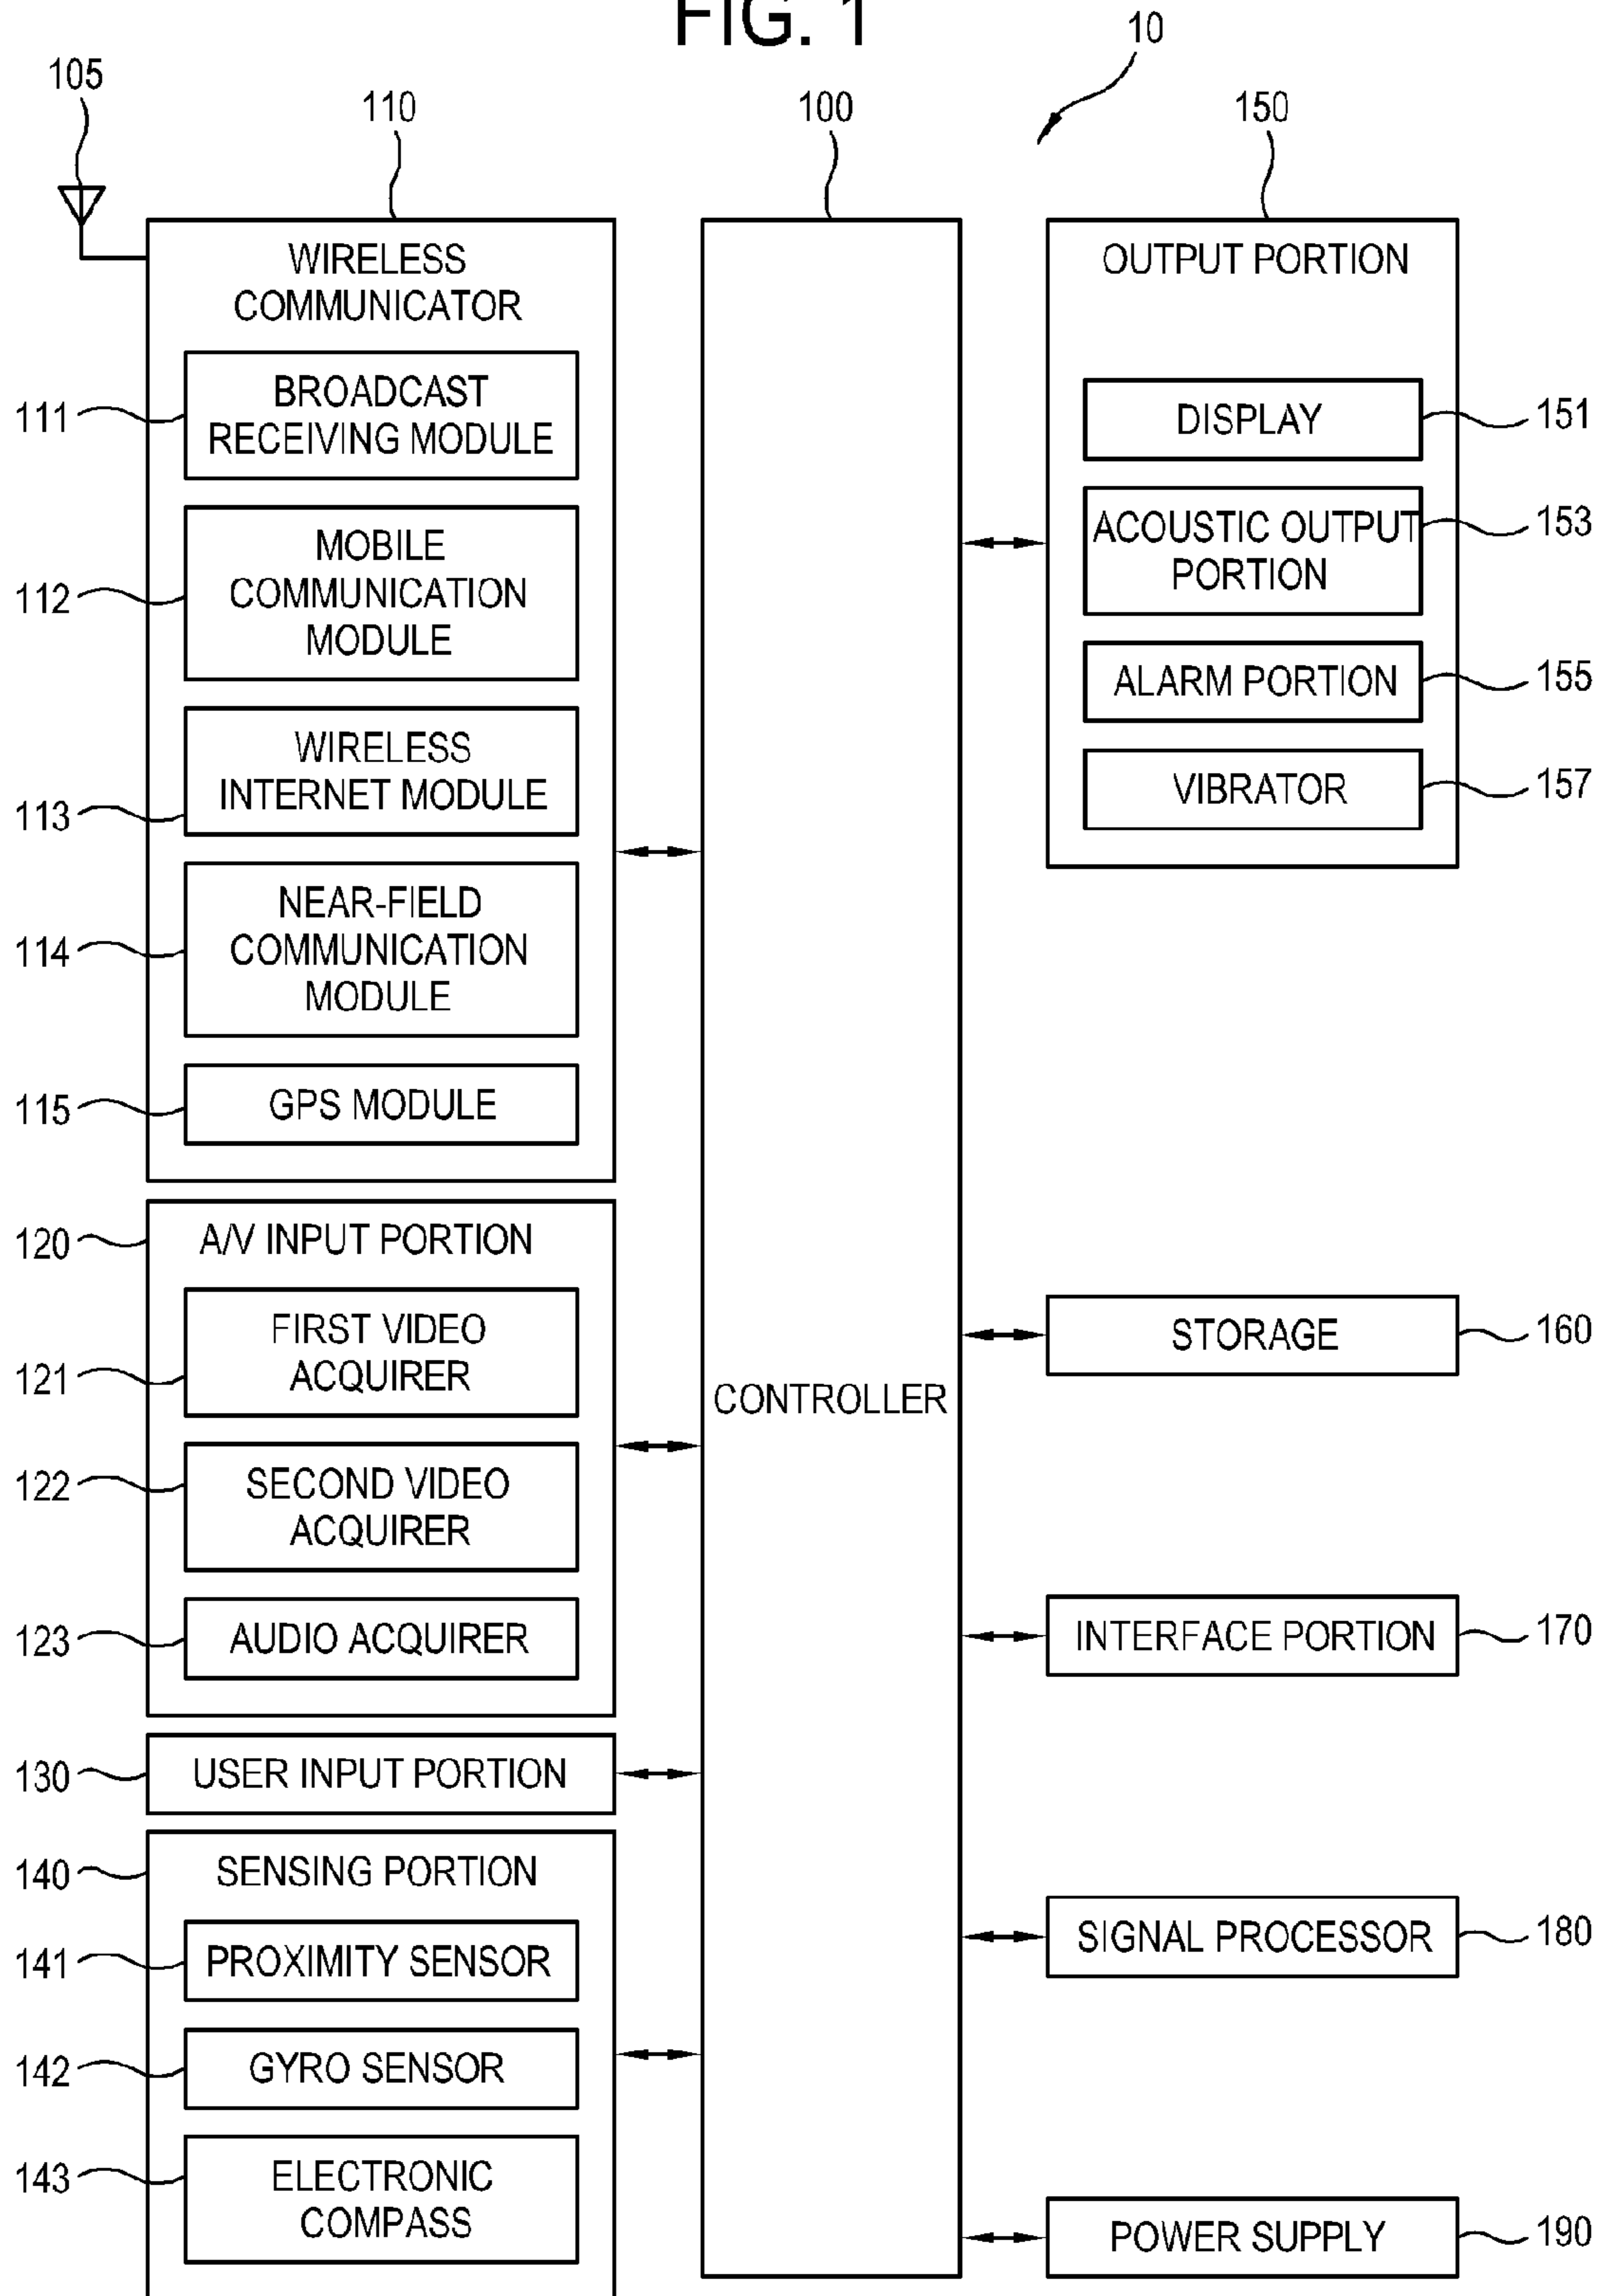 FIG. 1
10
105
110
100
150
WIRELESS
COMMUNICATOR
111
BROADCAST
RECEIVING MODULE
112
MOBILE
COMMUNICATION
MODULE
113
WIRELESS
INTERNET MODULE
114
NEAR-FIELD
COMMUNICATION
MODULE
115
GPS MODULE
120
A/V INPUT PORTION
121
FIRST VIDEO
ACQUIRER
122
SECOND VIDEO
ACQUIRER
123
AUDIO ACQUIRER
130
USER INPUT PORTION
140
SENSING PORTION
141
PROXIMITY SENSOR
142
GYRO SENSOR
143
ELECTRONIC
COMPASS
CONTROLLER
OUTPUT PORTION
DISPLAY
151
ACOUSTIC OUTPUT
PORTION
153
ALARM PORTION
155
VIBRATOR
157
STORAGE
160
INTERFACE PORTION
170
SIGNAL PROCESSOR
180
POWER SUPPLY
190